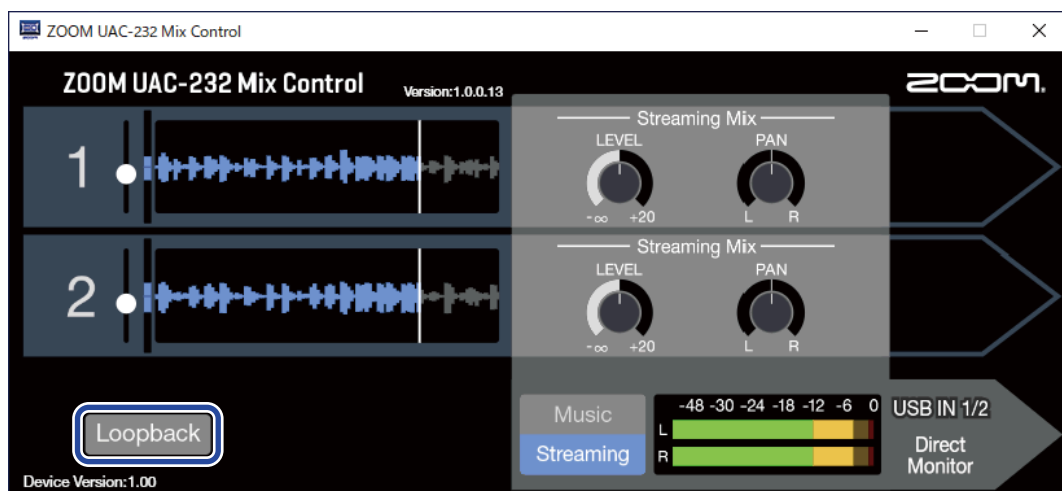 ZOOM UAC-232 Mix Control
ZOOM UAC-232 Mix Control
Version:1.0.0.13
ZOOM.
1
Streaming Mix
LEVEL PAN
-∞ +20 L R
2
Streaming Mix
LEVEL PAN
-∞ +20 L R
Loopback
Music
Streaming
-48 -30 -24 -18 -12 -6 0
L
R
USB IN 1/2
Direct
Monitor
Device Version:1.00